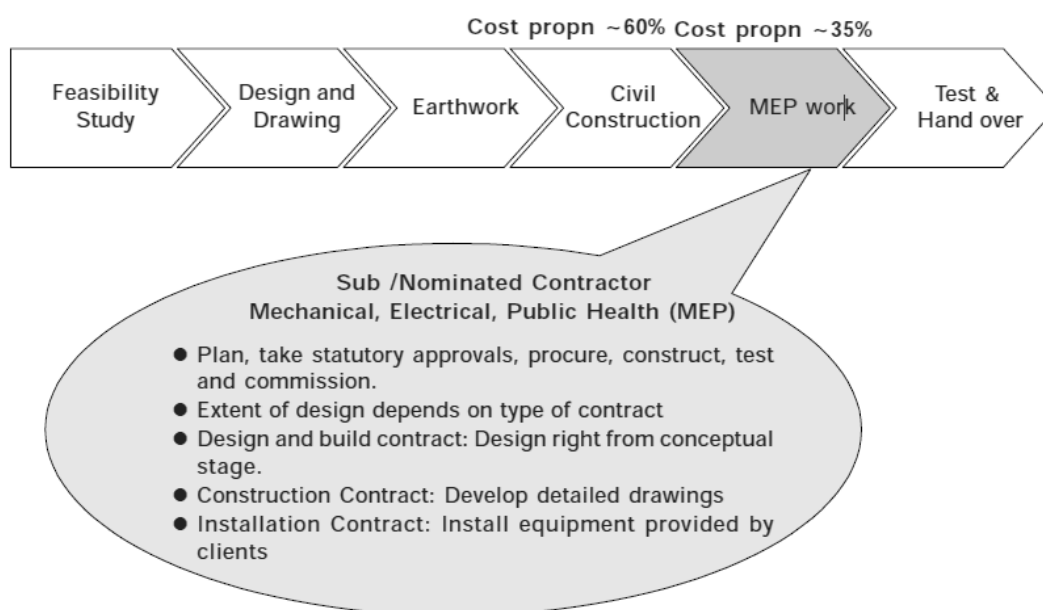 Cost propn ~60% Cost propn ~35%
Feasibility
Study
Design and
Drawing
Earthwork
Civil
Construction
MEP work
Test &
Hand over
Sub /Nominated Contractor
Mechanical, Electrical, Public Health (MEP)
● Plan, take statutory approvals, procure, construct, test
and commission.
● Extent of design depends on type of contract
● Design and build contract: Design right from conceptual
stage.
● Construction Contract: Develop detailed drawings
● Installation Contract: Install equipment provided by
clients